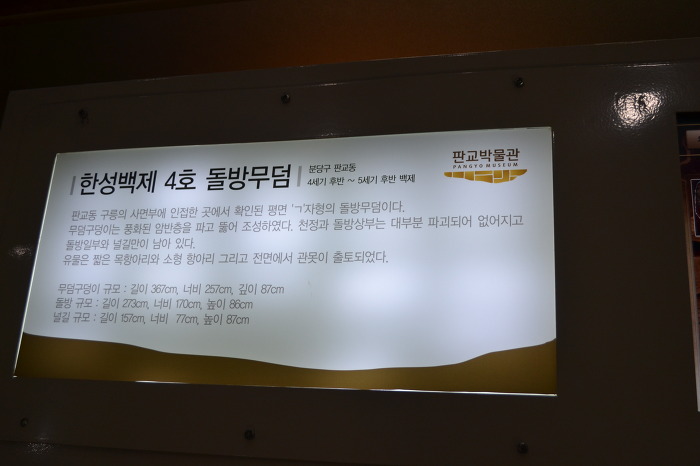 한성백제 4호 돌방무덤
분당구 판교동
4세기 후반 ~ 5세기 후반 백제
판교박물관
PANGYO MUSEUM
판교동 구릉의 사면부에 인접한 곳에서 확인된 평면 'ㄱ'자형의 돌방무덤이다.
무덤구덩이는 풍화된 암반층을 파고 뚫어 조성하였다. 천정과 돌방상부는 대부분 파괴되어 없어지고
돌방일부와 널길만이 남아 있다.
유물은 짧은 목항아리와 소형 항아리 그리고 전면에서 관못이 출토되었다.
무덤구덩이 규모 : 길이 367cm, 너비 257cm, 깊이 87cm
돌방 규모 : 길이 273cm, 너비 170cm, 높이 86cm
널길 규모 : 길이 157cm, 너비 77cm, 높이 87cm